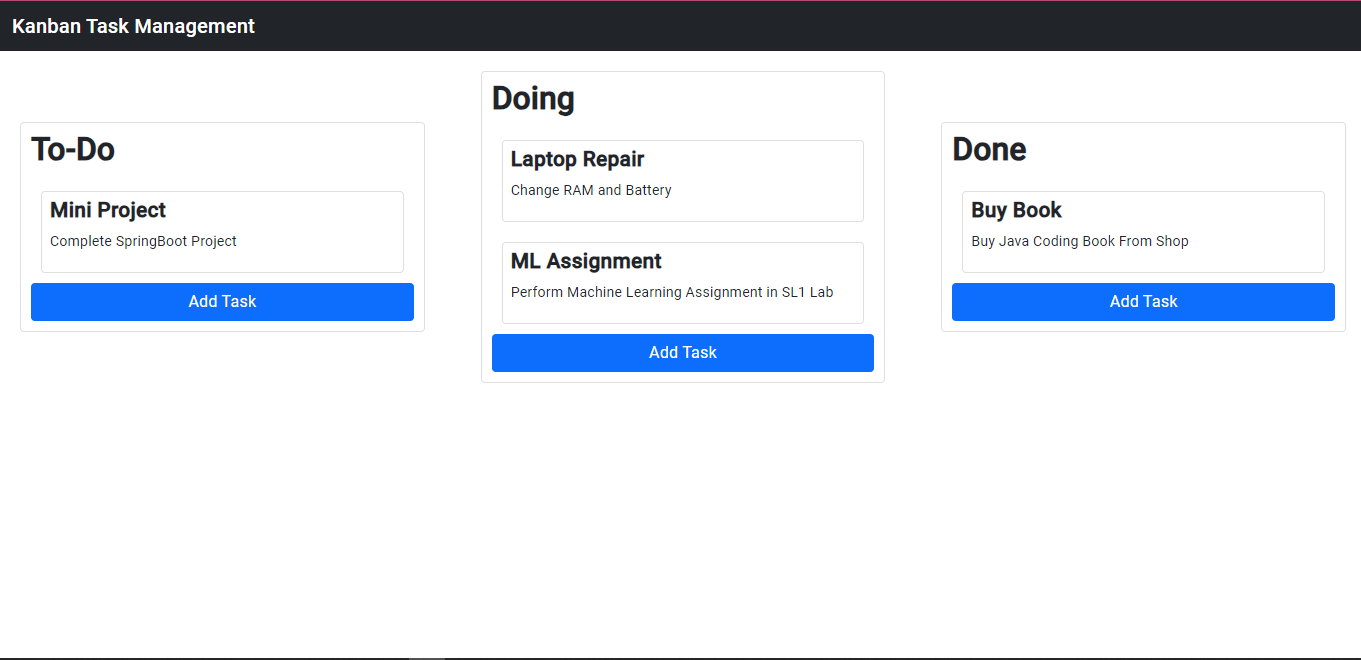 Kanban Task Management
To-Do
Mini Project
Complete SpringBoot Project
Add Task
Doing
Laptop Repair
Change RAM and Battery
ML Assignment
Perform Machine Learning Assignment in SL1 Lab
Add Task
Done
Buy Book
Buy Java Coding Book From Shop
Add Task